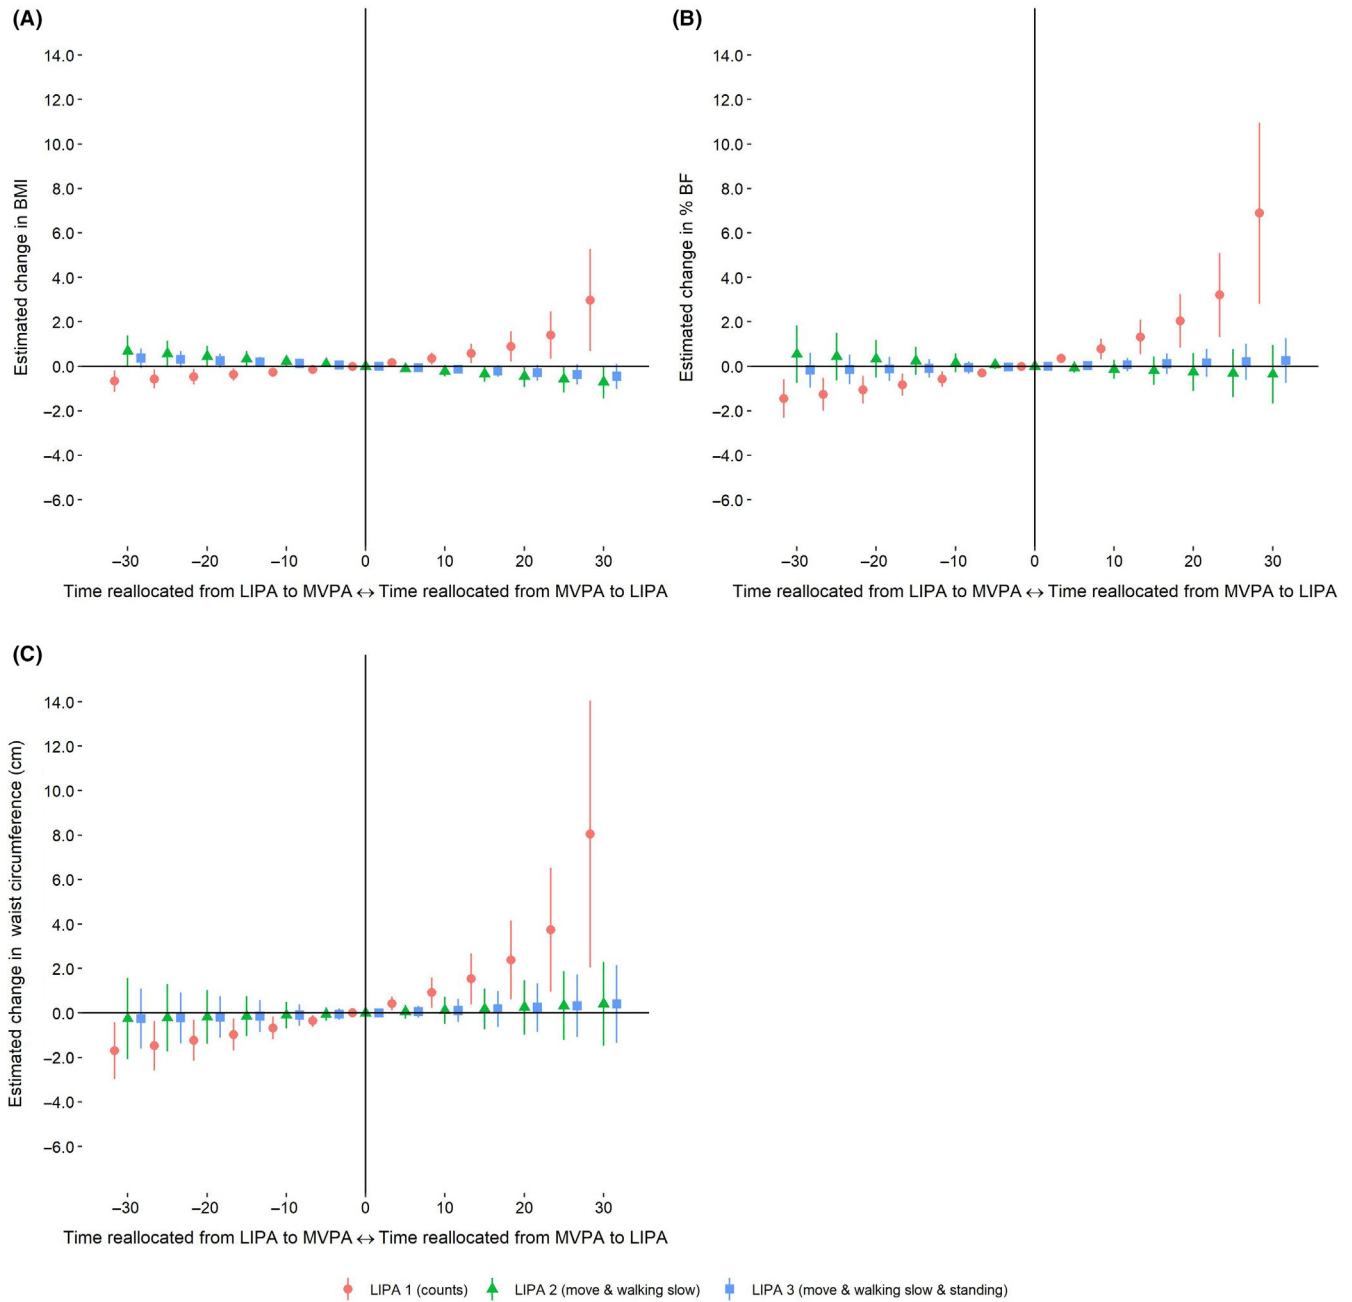 (A)
14.0
12.0
10.0
8.0
6.0
4.0
2.0
0.0
–2.0
–4.0
–6.0
Estimated change in BMI
–30 –20 –10 0 10 20 30
Time reallocated from LIPA to MVPA ↔ Time reallocated from MVPA to LIPA
(B)
14.0
12.0
10.0
8.0
6.0
4.0
2.0
0.0
–2.0
–4.0
–6.0
Estimated change in % BF
–30 –20 –10 0 10 20 30
Time reallocated from LIPA to MVPA ↔ Time reallocated from MVPA to LIPA
(C)
14.0
12.0
10.0
8.0
6.0
4.0
2.0
0.0
–2.0
–4.0
–6.0
Estimated change in waist circumference (cm)
–30 –20 –10 0 10 20 30
Time reallocated from LIPA to MVPA ↔ Time reallocated from MVPA to LIPA
LIPA 1 (counts) LIPA 2 (move & walking slow) LIPA 3 (move & walking slow & standing)